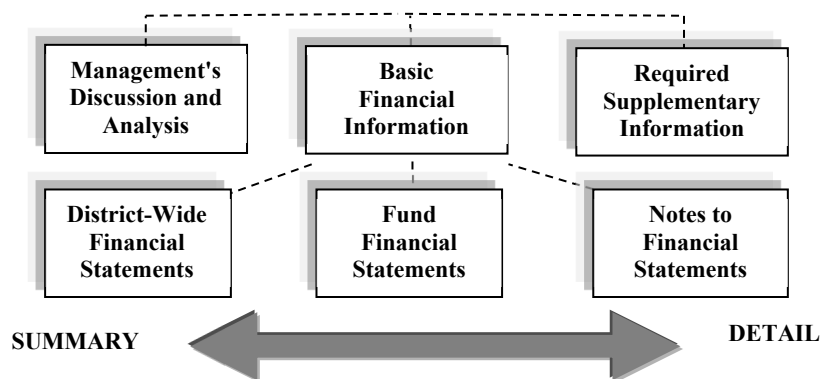 Management's
Discussion and
Analysis
Basic
Financial
Information
Required
Supplementary
Information
District-Wide
Financial
Statements
Fund
Financial
Statements
Notes to
Financial
Statements
SUMMARY
DETAIL